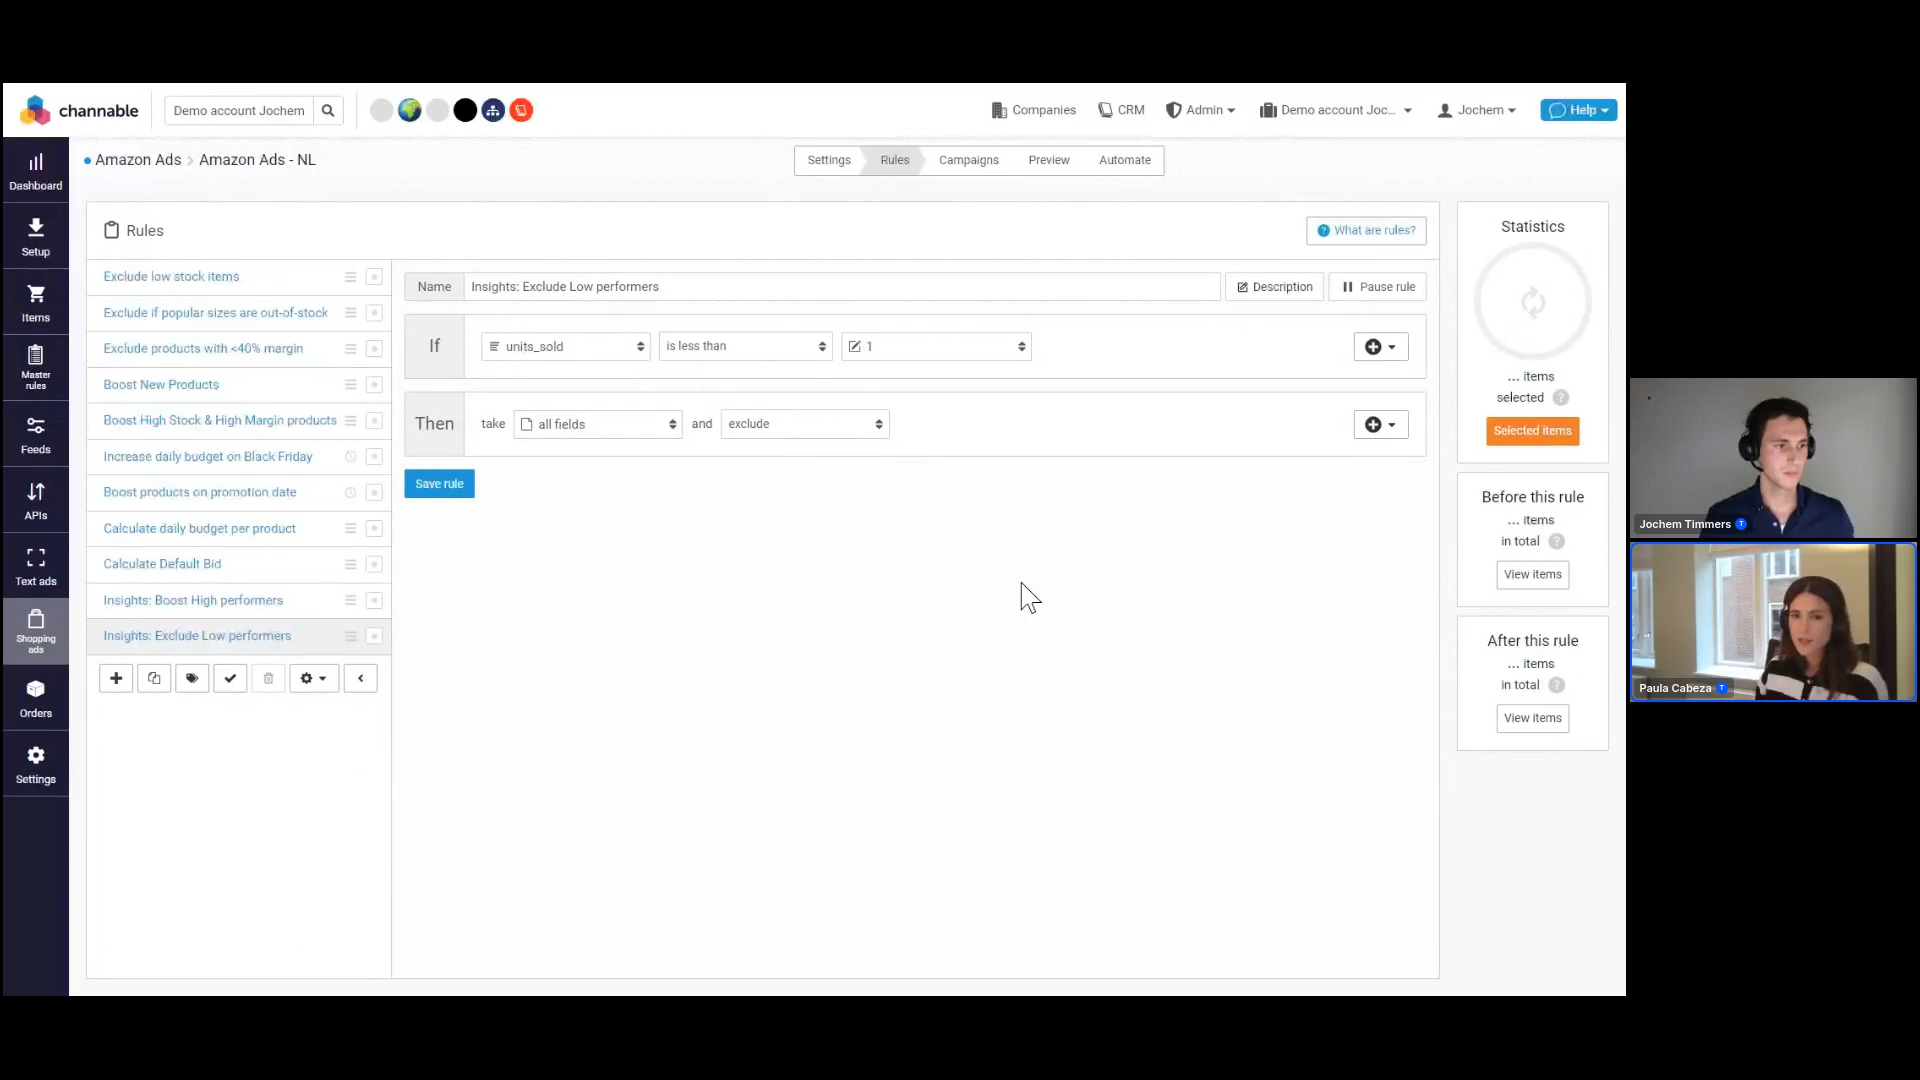 channable
Demo account Jochem
Companies
CRM
Admin
Demo account Joc...
Jochem
Help
Amazon Ads > Amazon Ads - NL
Settings
Rules
Campaigns
Preview
Automate
Dashboard
Setup
Items
Master
rules
Feeds
APIs
Text ads
Shopping
ads
Orders
Settings
Rules
? What are rules?
Exclude low stock items
Exclude if popular sizes are out-of-stock
Exclude products with <40% margin
Boost New Products
Boost High Stock & High Margin products
Increase daily budget on Black Friday
Boost products on promotion date
Calculate daily budget per product
Calculate Default Bid
Insights: Boost High performers
Insights: Exclude Low performers
Name
Insights: Exclude Low performers
Description
Pause rule
If
units_sold
is less than
1
Then
take
all fields
and
exclude
Save rule
Statistics
... items
selected ?
Selected items
Before this rule
... items
in total ?
View items
After this rule
... items
in total ?
View items
Jochem Timmers T
Paula Cabeza T